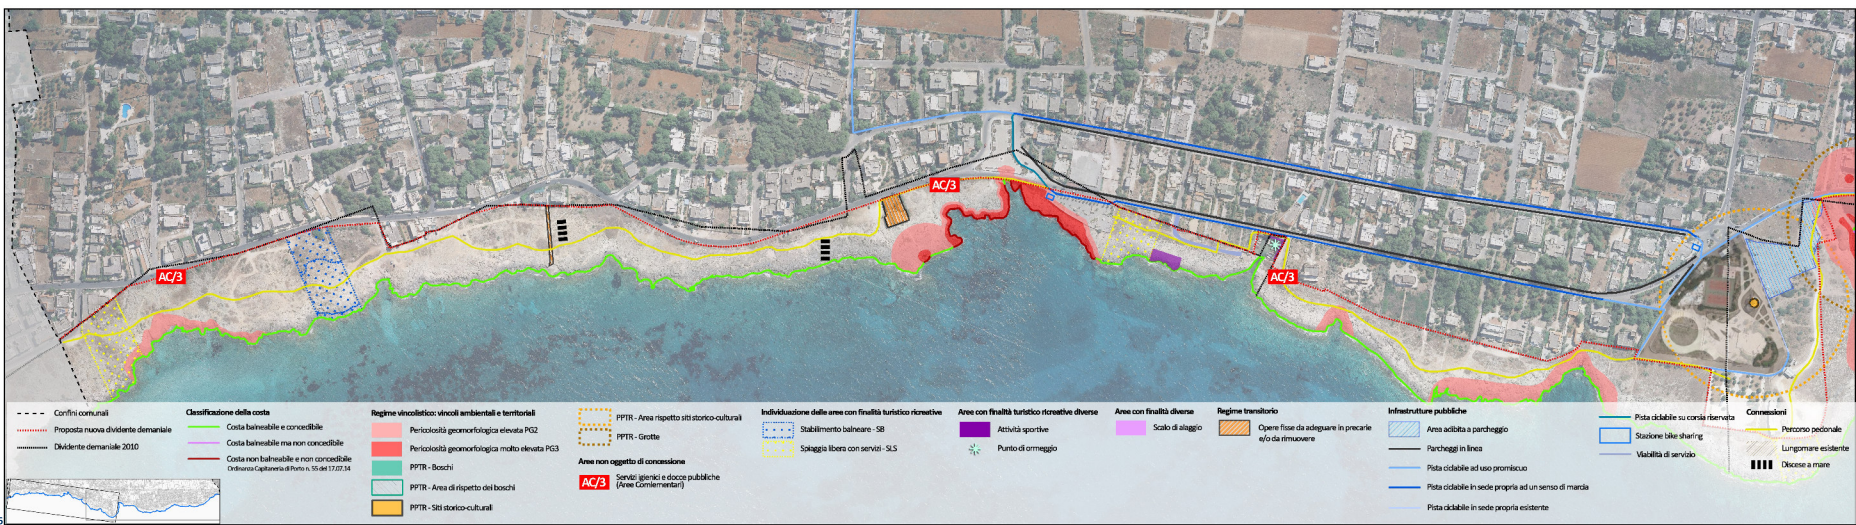 AC/3
AC/3
AC/3
Confini comunali
Proposta nuova dividente demaniale
Dividente demaniale 2010
Classificazione della costa
Costa balneabile e concedibile
Costa balneabile ma non concedibile
Costa non balneabile e non concedibile
Ordinanza Capitaneria di Porto n. 55 del 17.07.14
Regime vincolistico: vincoli ambientali e territoriali
Pericolosità geomorfologica elevata PG2
Pericolosità geomorfologica molto elevata PG3
PPTR - Boschi
PPTR - Area di rispetto dei boschi
PPTR - Siti storico-culturali
PPTR - Area rispetto siti storico-culturali
PPTR - Grotte
Aree non oggetto di concessione
AC/3
Servizi igienici e docce pubbliche
(Aree Comlementari)
Individuazione delle aree con finalità turistico ricreative
Stabilimento balneare - SB
Spiaggia libera con servizi - SLS
Aree con finalità turistico ricreative diverse
Attività sportive
Punto di ormeggio
Aree con finalità diverse
Scalo di alaggio
Regime transitorio
Opere fisse da adeguare in precarie
e/o da rimuovere
Infrastrutture pubbliche
Area adibita a parcheggio
Parcheggi in linea
Pista ciclabile ad uso promiscuo
Pista ciclabile in sede propria ad un senso di marcia
Pista ciclabile in sede propria esistente
Pista ciclabile su corsia riservata
Stazione bike sharing
Viabilità di servizio
Connessioni
Percorso pedonale
Lungomare esistente
Discese a mare